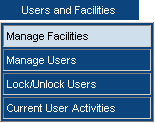 Users and Facilities
Manage Facilities
Manage Users
Lock/Unlock Users
Current User Activities